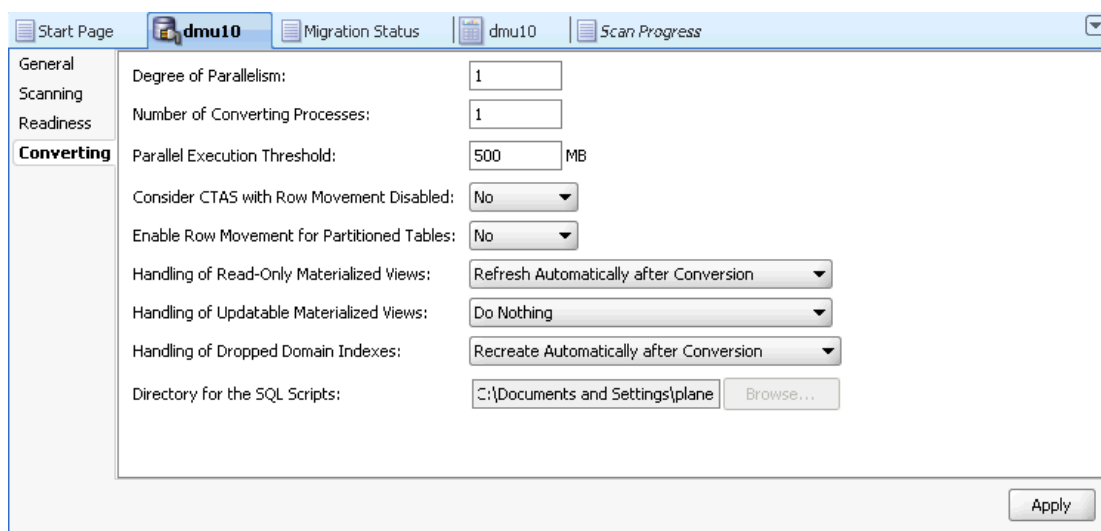 Start Page dmu10 Migration Status dmu10 Scan Progress
General
Scanning
Readiness
Converting
Degree of Parallelism: 1
Number of Converting Processes: 1
Parallel Execution Threshold: 500 MB
Consider CTAS with Row Movement Disabled: No
Enable Row Movement for Partitioned Tables: No
Handling of Read-Only Materialized Views: Refresh Automatically after Conversion
Handling of Updatable Materialized Views: Do Nothing
Handling of Dropped Domain Indexes: Recreate Automatically after Conversion
Directory for the SQL Scripts: C:\Documents and Settings\plane Browse...
Apply